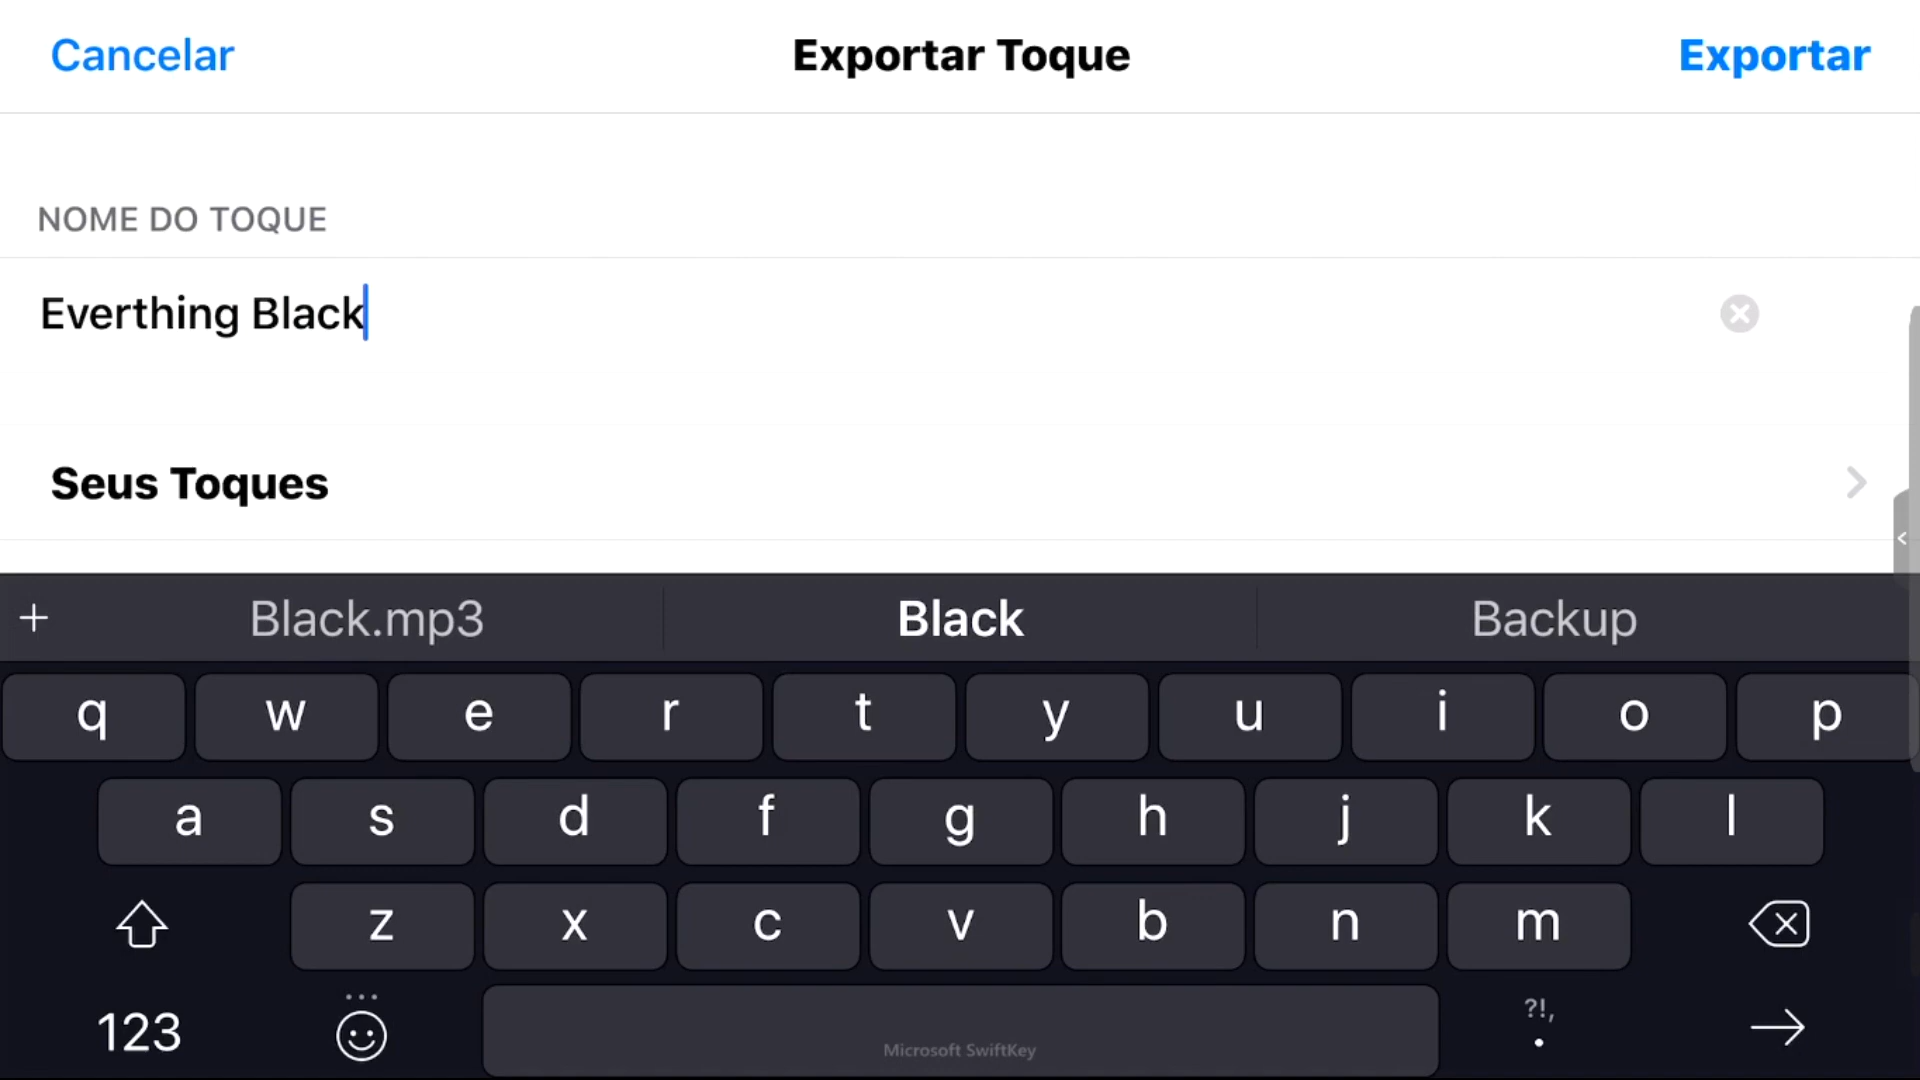 Cancelar Exportar Toque Exportar
NOME DO TOQUE
Everthing Black
Seus Toques
+ Black.mp3 Black Backup
q w e r t y u i o p
a s d f g h j k l
z x c v b n m
123 Microsoft SwiftKey ?!, .